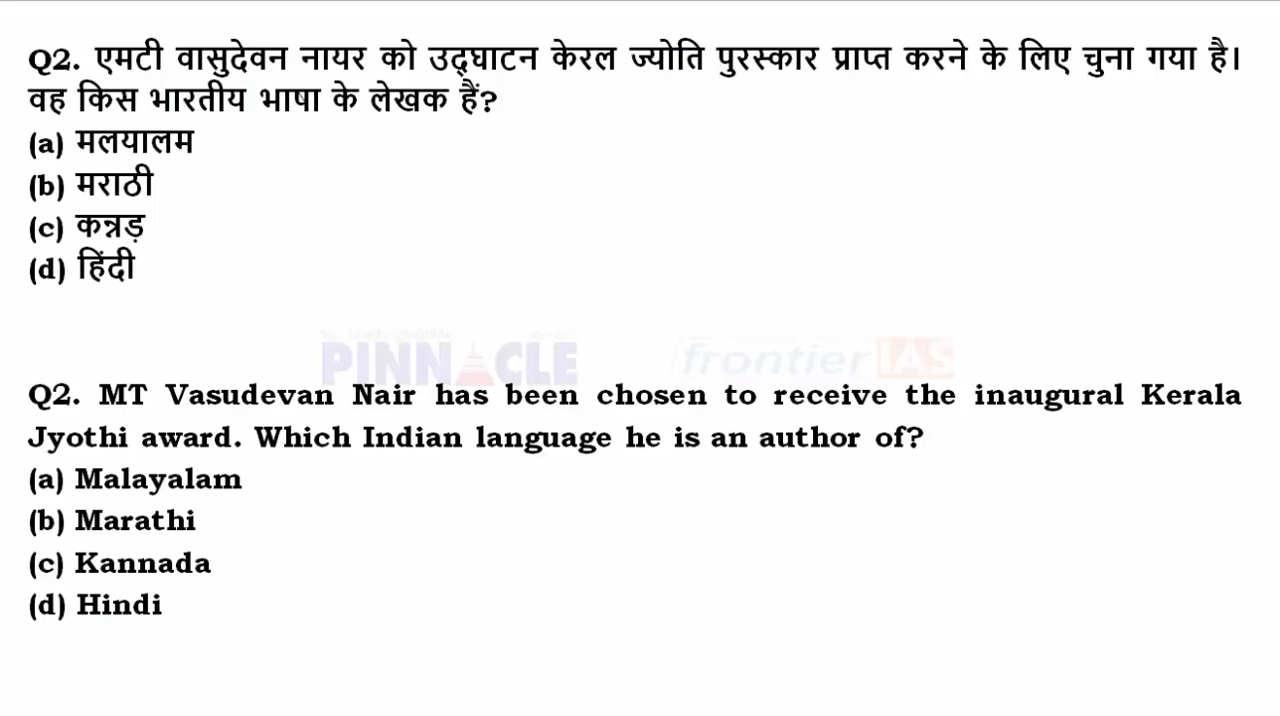 Q2. एमटी वासुदेवन नायर को उद्घाटन केरल ज्योति पुरस्कार प्राप्त करने के लिए चुना गया है।
वह किस भारतीय भाषा के लेखक हैं?
(a) मलयालम
(b) मराठी
(c) कन्नड़
(d) हिंदी
PINNACLE frontier IAS
Q2. MT Vasudevan Nair has been chosen to receive the inaugural Kerala
Jyothi award. Which Indian language he is an author of?
(a) Malayalam
(b) Marathi
(c) Kannada
(d) Hindi